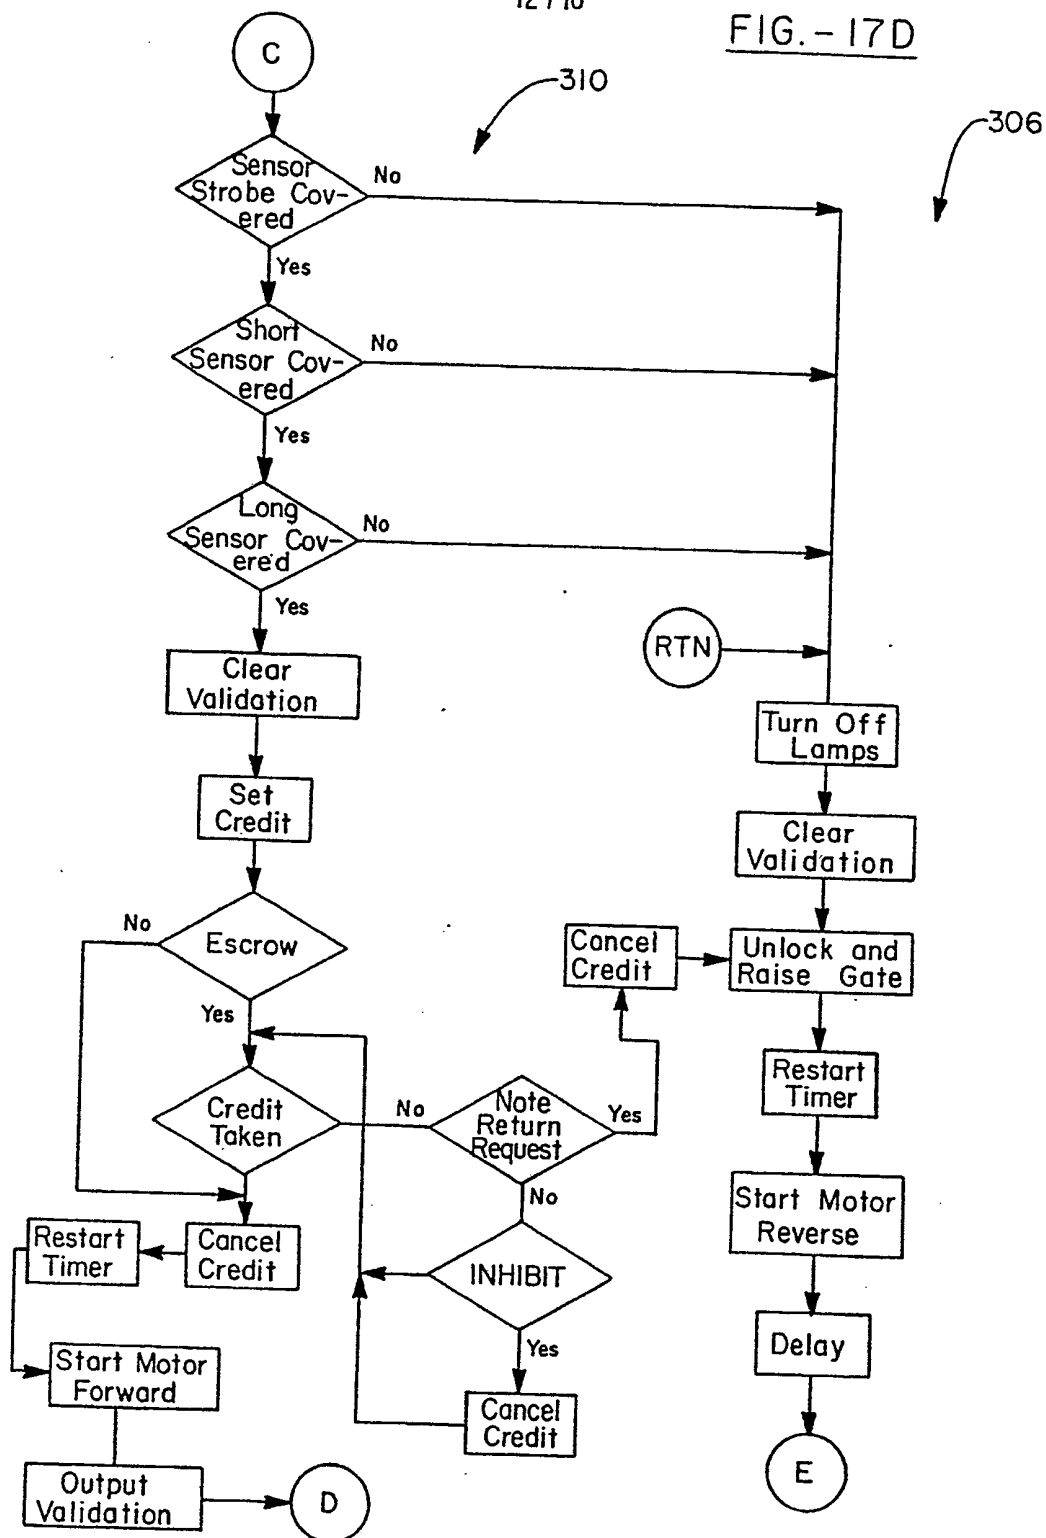 FIG.-17D
C
310
306
Sensor
Strobe Cov-
ered
No
Yes
Short
Sensor Cov-
ered
No
Yes
Long
Sensor Cov-
ered
No
Yes
RTN
Clear
Validation
Turn Off
Lamps
Set
Credit
Clear
Validation
Escrow
No
Yes
Cancel
Credit
Unlock and
Raise Gate
Credit
Taken
No
Note
Return
Request
Yes
No
Restart
Timer
Restart
Timer
Cancel
Credit
INHIBIT
Yes
Start Motor
Reverse
Start Motor
Forward
Cancel
Credit
Delay
Output
Validation
D
E